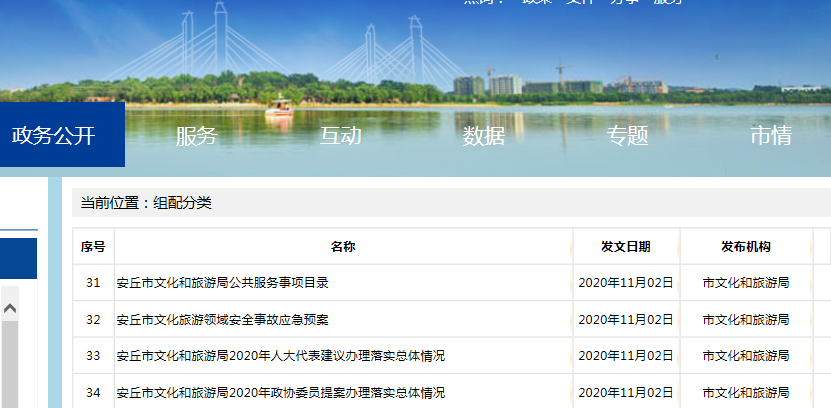 政务公开 服务 互动 数据 专题 市情
当前位置：组配分类
序号 名称 发文日期 发布机构
31 安丘市文化和旅游局公共服务事项目录 2020年11月02日 市文化和旅游局
32 安丘市文化旅游领域安全事故应急预案 2020年11月02日 市文化和旅游局
33 安丘市文化和旅游局2020年人大代表建议办理落实总体情况 2020年11月02日 市文化和旅游局
34 安丘市文化和旅游局2020年政协委员提案办理落实总体情况 2020年11月02日 市文化和旅游局